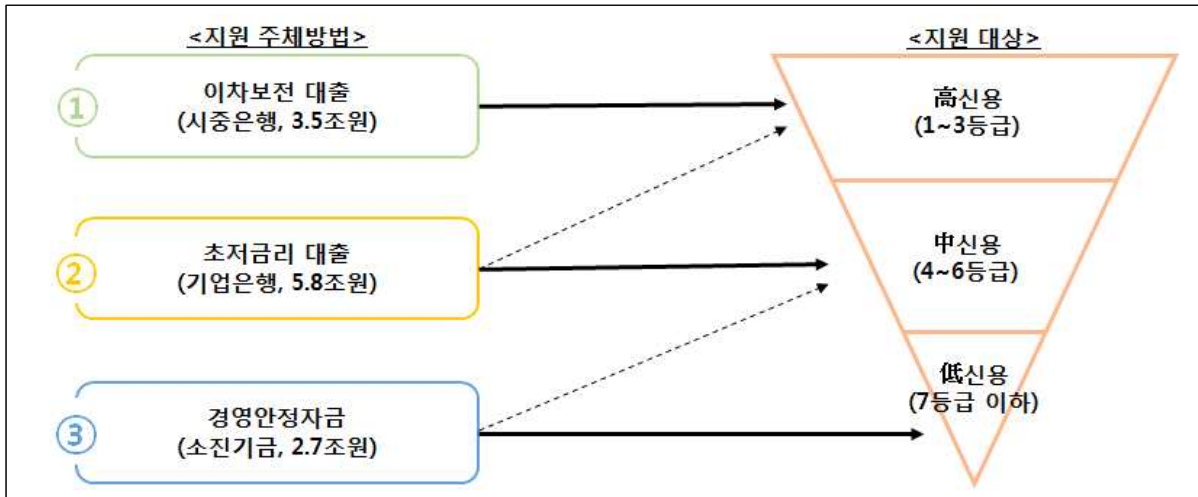 <지원 주체방법>
<지원 대상>
①
이차보전 대출
(시중은행, 3.5조원)
高신용
(1~3등급)
②
초저금리 대출
(기업은행, 5.8조원)
中신용
(4~6등급)
③
경영안정자금
(소진기금, 2.7조원)
低신용
(7등급 이하)